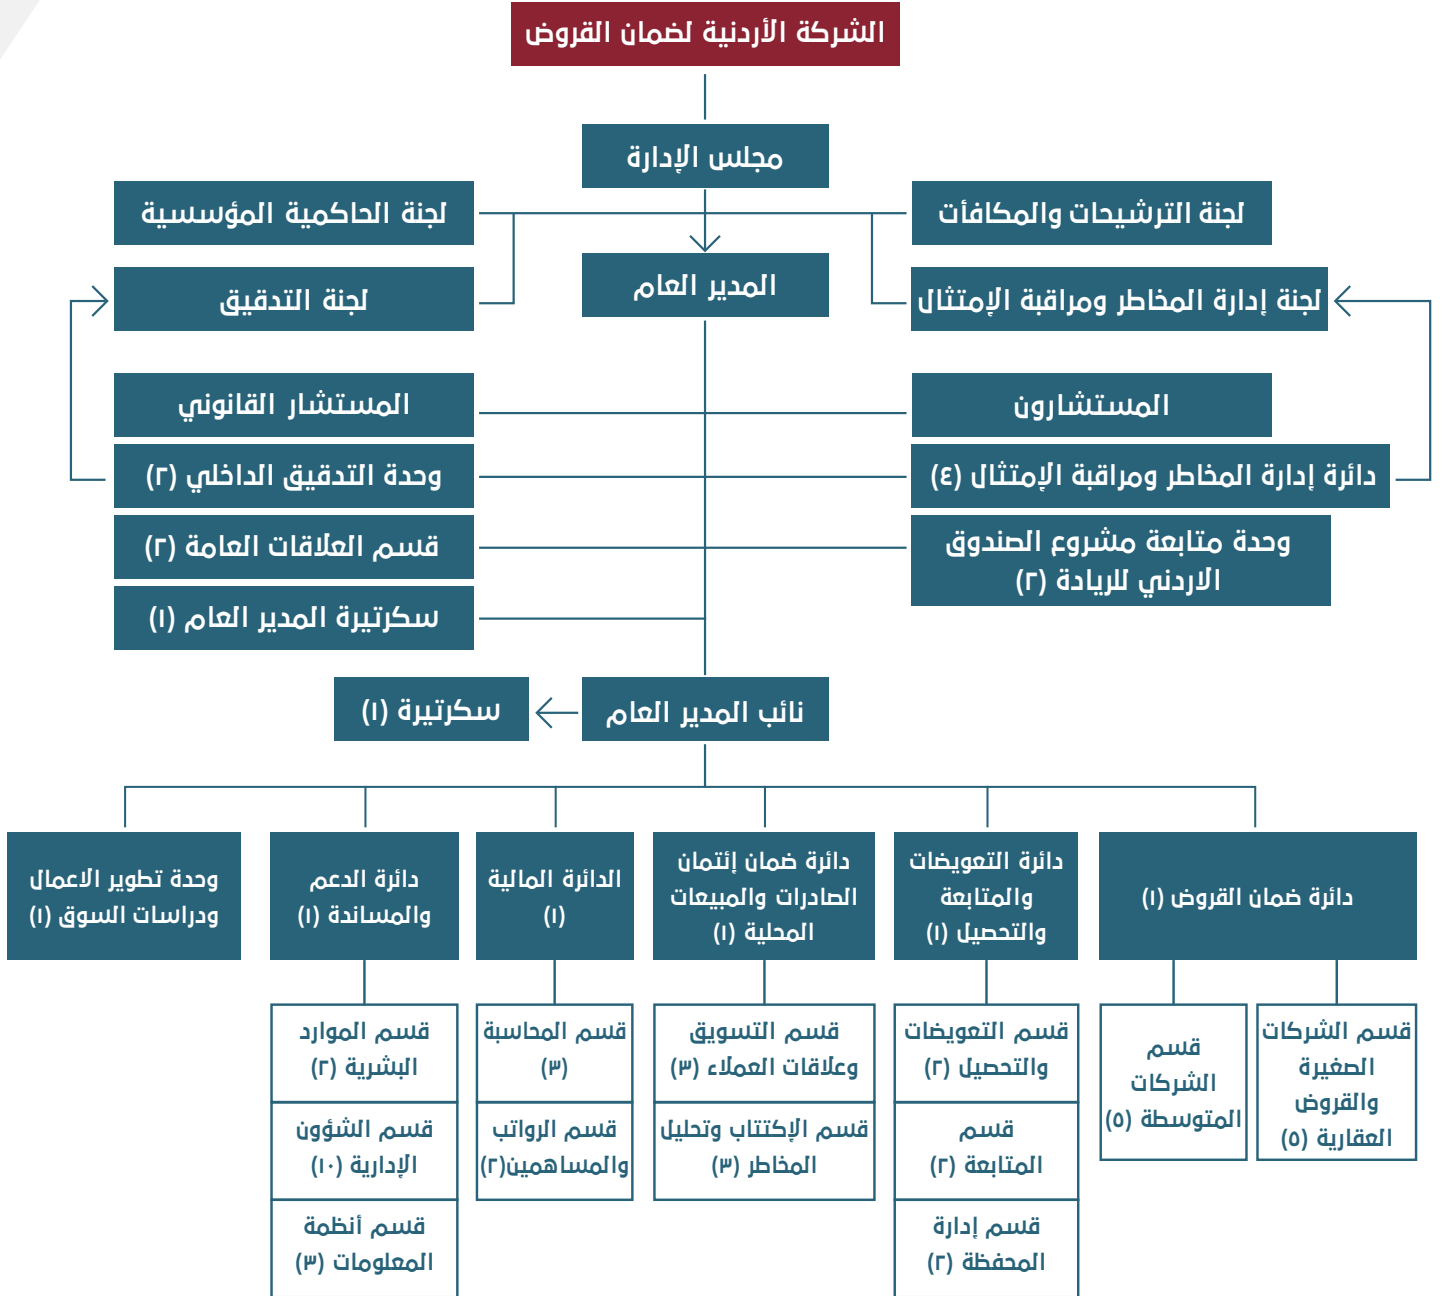 الشركة الأردنية لضمان القروض
مجلس الإدارة
لجنة الترشيحات والمكافأت
لجنة الحاكمية المؤسسية
المدير العام
لجنة إدارة المخاطر ومراقبة الإمتثال
لجنة التدقيق
المستشارون
المستشار القانوني
دائرة إدارة المخاطر ومراقبة الإمتثال (٤)
وحدة التدقيق الداخلي (٢)
وحدة متابعة مشروع الصندوق
الاردني للريادة (٢)
قسم العلاقات العامة (٢)
سكرتيرة المدير العام (١)
نائب المدير العام
سكرتيرة (١)
دائرة ضمان القروض (١)
دائرة التعويضات
والمتابعة
والتحصيل (١)
دائرة ضمان إئتمان
الصادرات والمبيعات
المحلية (١)
الدائرة المالية
(١)
دائرة الدعم
والمساندة (١)
وحدة تطوير الاعمال
ودراسات السوق (١)
قسم الشركات
الصغيرة
والقروض
العقارية (٥)
قسم
الشركات
المتوسطة (٥)
قسم التعويضات
والتحصيل (٢)
قسم
المتابعة (٢)
قسم إدارة
المحفظة (٢)
قسم التسويق
وعلاقات العملاء (٣)
قسم الإكتتاب وتحليل
المخاطر (٣)
قسم المحاسبة
(٣)
قسم الرواتب
والمساهمين(٢)
قسم الموارد
البشرية (٢)
قسم الشؤون
الإدارية (١٠)
قسم أنظمة
المعلومات (٣)